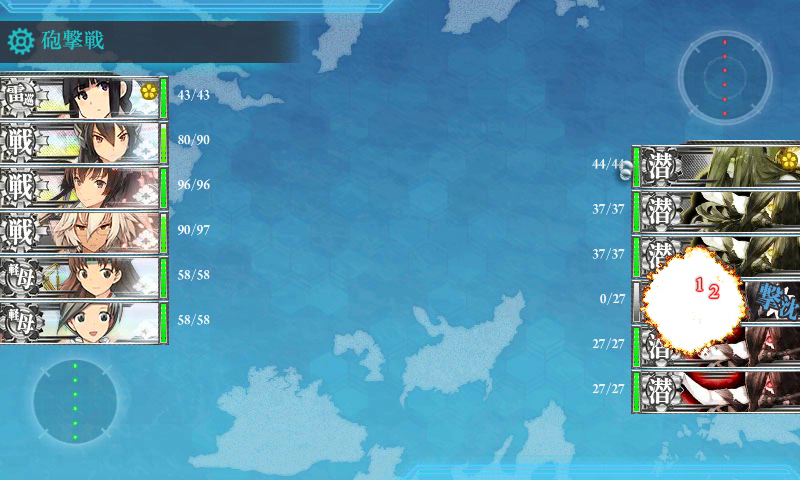 砲撃戦
雷巡 43/43
戦 80/90
戦 96/96
戦 90/97
軽母 58/58
軽母 58/58
44/44 潜
37/37 潜
37/37 潜
0/27 12 撃沈
27/27 潜
27/27 潜